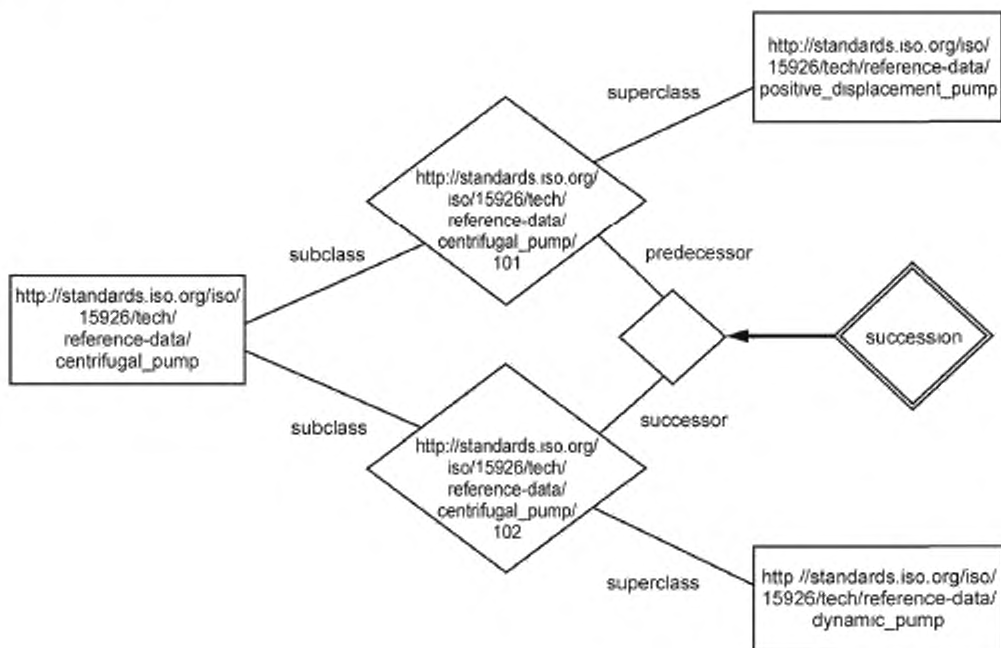 http://standards.iso.org/iso/
15926/tech/reference-data/
positive_displacement_pump
superclass
http://standards.iso.org/
iso/15926/tech/
reference-data/
centrifugal_pump/
101
subclass
predecessor
http://standards.iso.org/iso/
15926/tech/
reference-data/
centrifugal_pump
succession
subclass
successor
http://standards.iso.org/
iso/15926/tech/
reference-data/
centrifugal_pump/
102
superclass
http //standards.iso.org/iso/
15926/tech/reference-data/
dynamic_pump